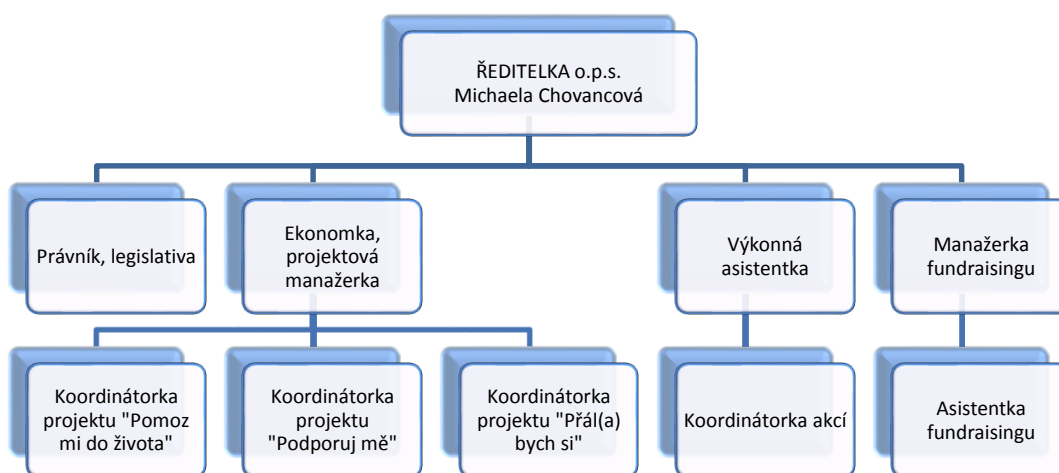 ŘEDITELKA o.p.s.
Michaela Chovancová
Právník, legislativa
Ekonomka,
projektová
manažerka
Výkonná
asistentka
Manažerka
fundraisingu
Koordinátorka
projektu "Pomoz
mi do života"
Koordinátorka
projektu
"Podporuj mě"
Koordinátorka
projektu "Přál(a)
bych si"
Koordinátorka akcí
Asistentka
fundraisingu